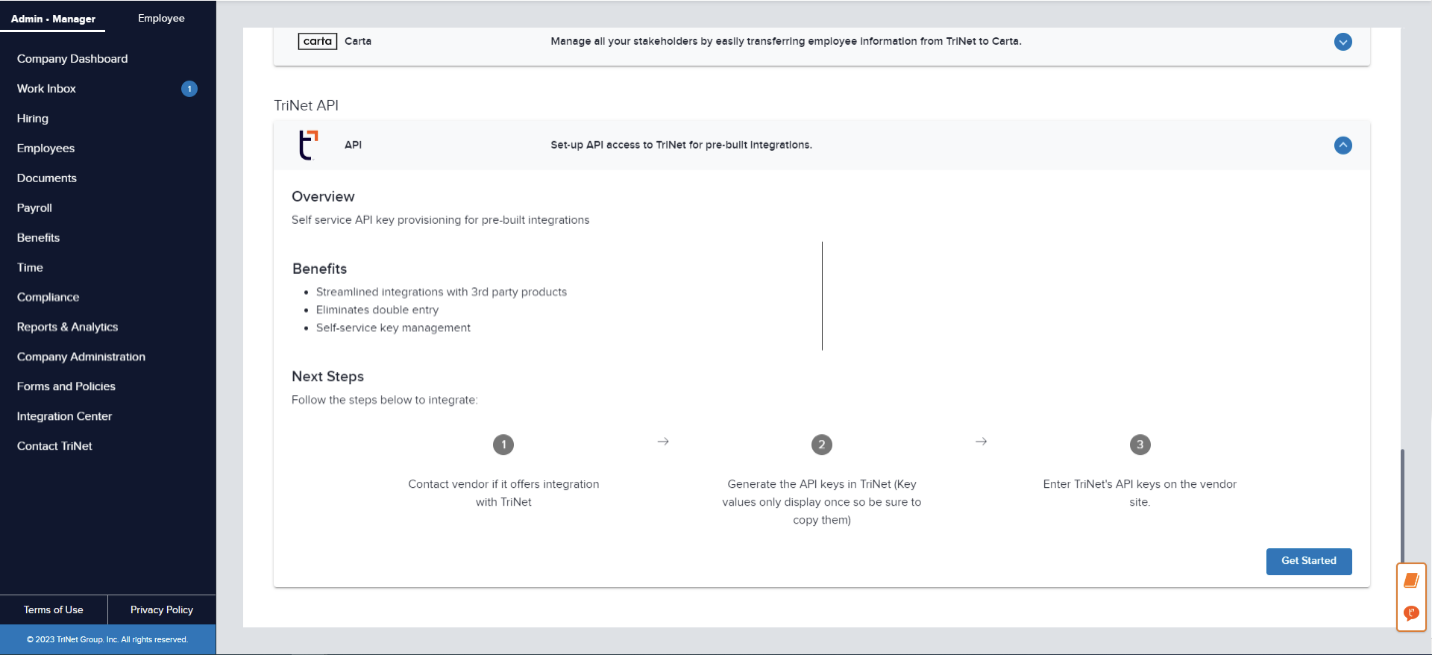 Admin - Manager
Employee
Company Dashboard
Work Inbox
1
Hiring
Employees
Documents
Payroll
Benefits
Time
Compliance
Reports & Analytics
Company Administration
Forms and Policies
Integration Center
Contact TriNet
Terms of Use
Privacy Policy
© 2023 TriNet Group, Inc. All rights reserved.
carta
Carta
Manage all your stakeholders by easily transferring employee information from TriNet to Carta.
TriNet API
t
API
Set-up API access to TriNet for pre-built Integrations.
Overview
Self service API key provisioning for pre-built integrations
Benefits
• Streamlined integrations with 3rd party products
• Eliminates double entry
• Self-service key management
Next Steps
Follow the steps below to integrate:
1
→
2
→
3
Contact vendor if it offers integration
with TriNet
Generate the API keys in TriNet (Key
values only display once so be sure to
copy them)
Enter TriNet's API keys on the vendor
site.
Get Started